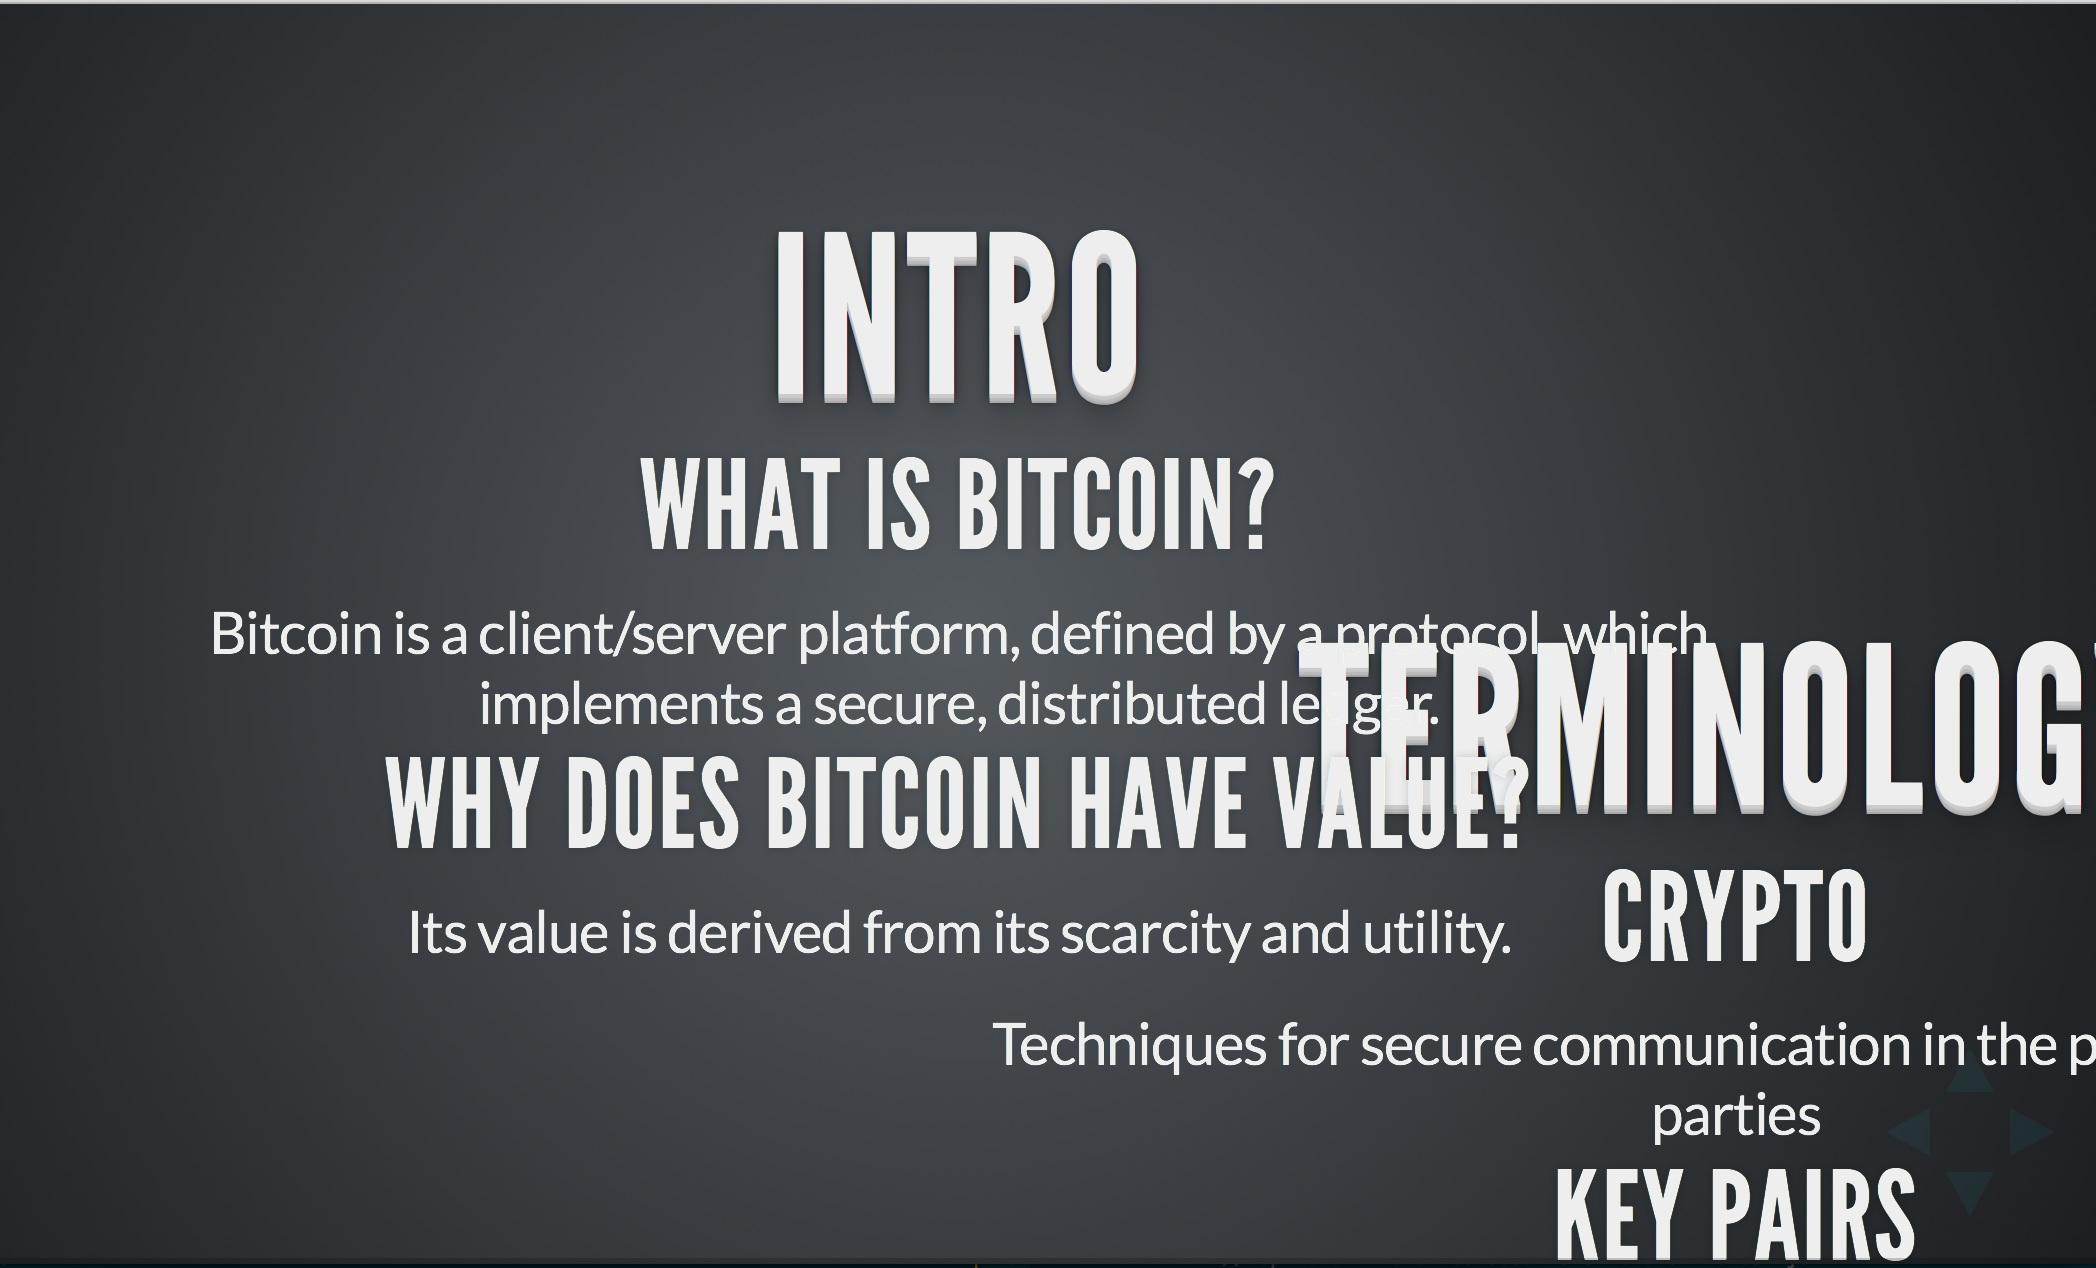 INTRO
WHAT IS BITCOIN?
Bitcoin is a client/server platform, defined by a protocol, which
implements a secure, distributed ledger.
WHY DOES BITCOIN HAVE VALUE?
Its value is derived from its scarcity and utility.
TERMINOLOG
CRYPTO
Techniques for secure communication in the p
parties
KEY PAIRS